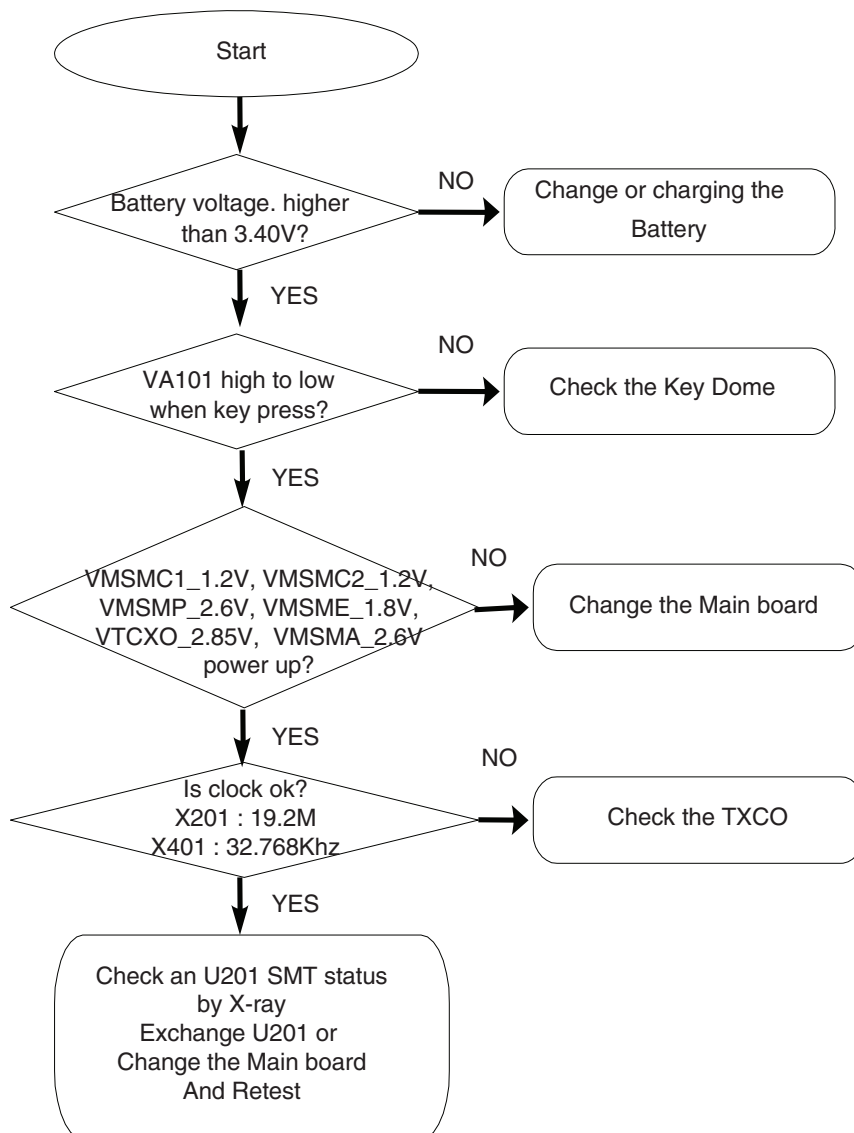 Start
Battery voltage. higher
than 3.40V?
NO
Change or charging the
Battery
YES
VA101 high to low
when key press?
NO
Check the Key Dome
YES
VMSMC1_1.2V, VMSMC2_1.2V,
VMSMP_2.6V, VMSME_1.8V,
VTCXO_2.85V, VMSMA_2.6V
power up?
NO
Change the Main board
YES
Is clock ok?
X201 : 19.2M
X401 : 32.768Khz
NO
Check the TXCO
YES
Check an U201 SMT status
by X-ray
Exchange U201 or
Change the Main board
And Retest